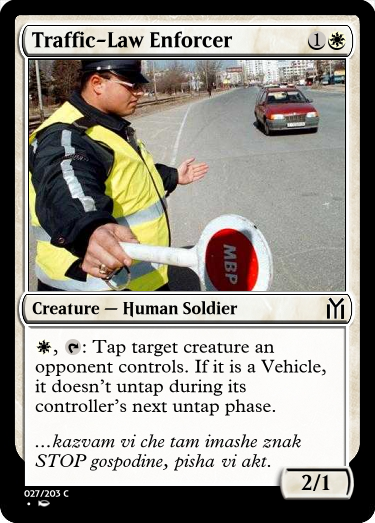 Traffic-Law Enforcer 1
МВР
Creature — Human Soldier
, : Tap target creature an
opponent controls. If it is a Vehicle,
it doesn't untap during its
controller's next untap phase.
...kazvam vi che tam imashe znak
STOP gospodine, pisha vi akt.
2/1
027/203 C